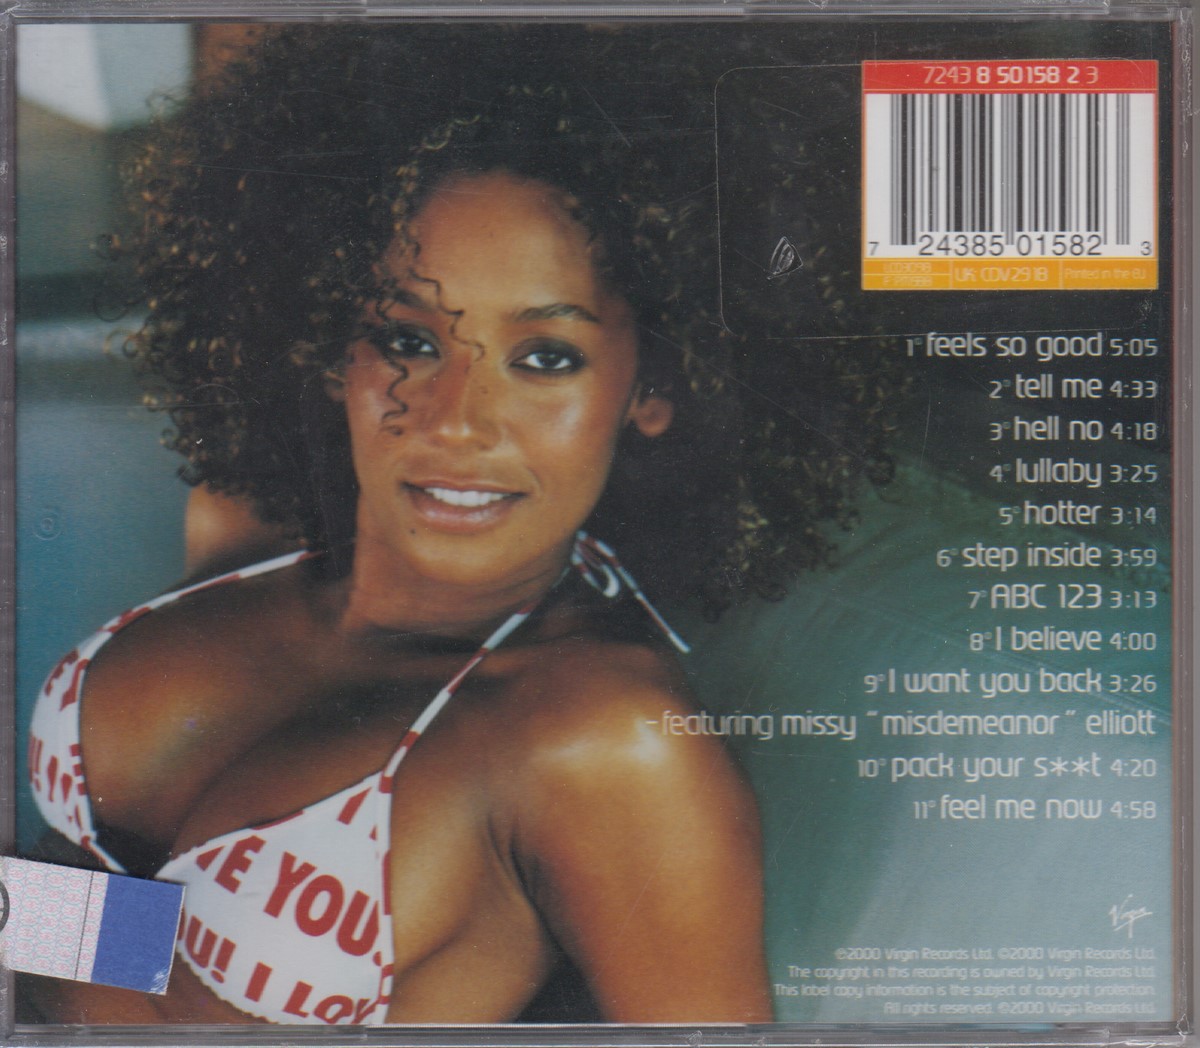 7243 8 50158 2 3
7 24385 01582 3
UK: CDV2918
Printed in the EU
1° feels so good 5:05
2° tell me 4:33
3° hell no 4:18
4° lullaby 3:25
5° hotter 3:14
6° step inside 3:59
7° ABC 123 3:13
8° I believe 4:00
9° I want you back 3:26
-featuring missy "misdemeanor" elliott
10° pack your s**t 4:20
11° feel me now 4:58
YOU
OU! I LOV
Virgin
℗2000 Virgin Records Ltd. ©2000 Virgin Records Ltd.
The copyright in this recording is owned by Virgin Records Ltd.
This label copy information is the subject of copyright protection.
All rights reserved. ©2000 Virgin Records Ltd.